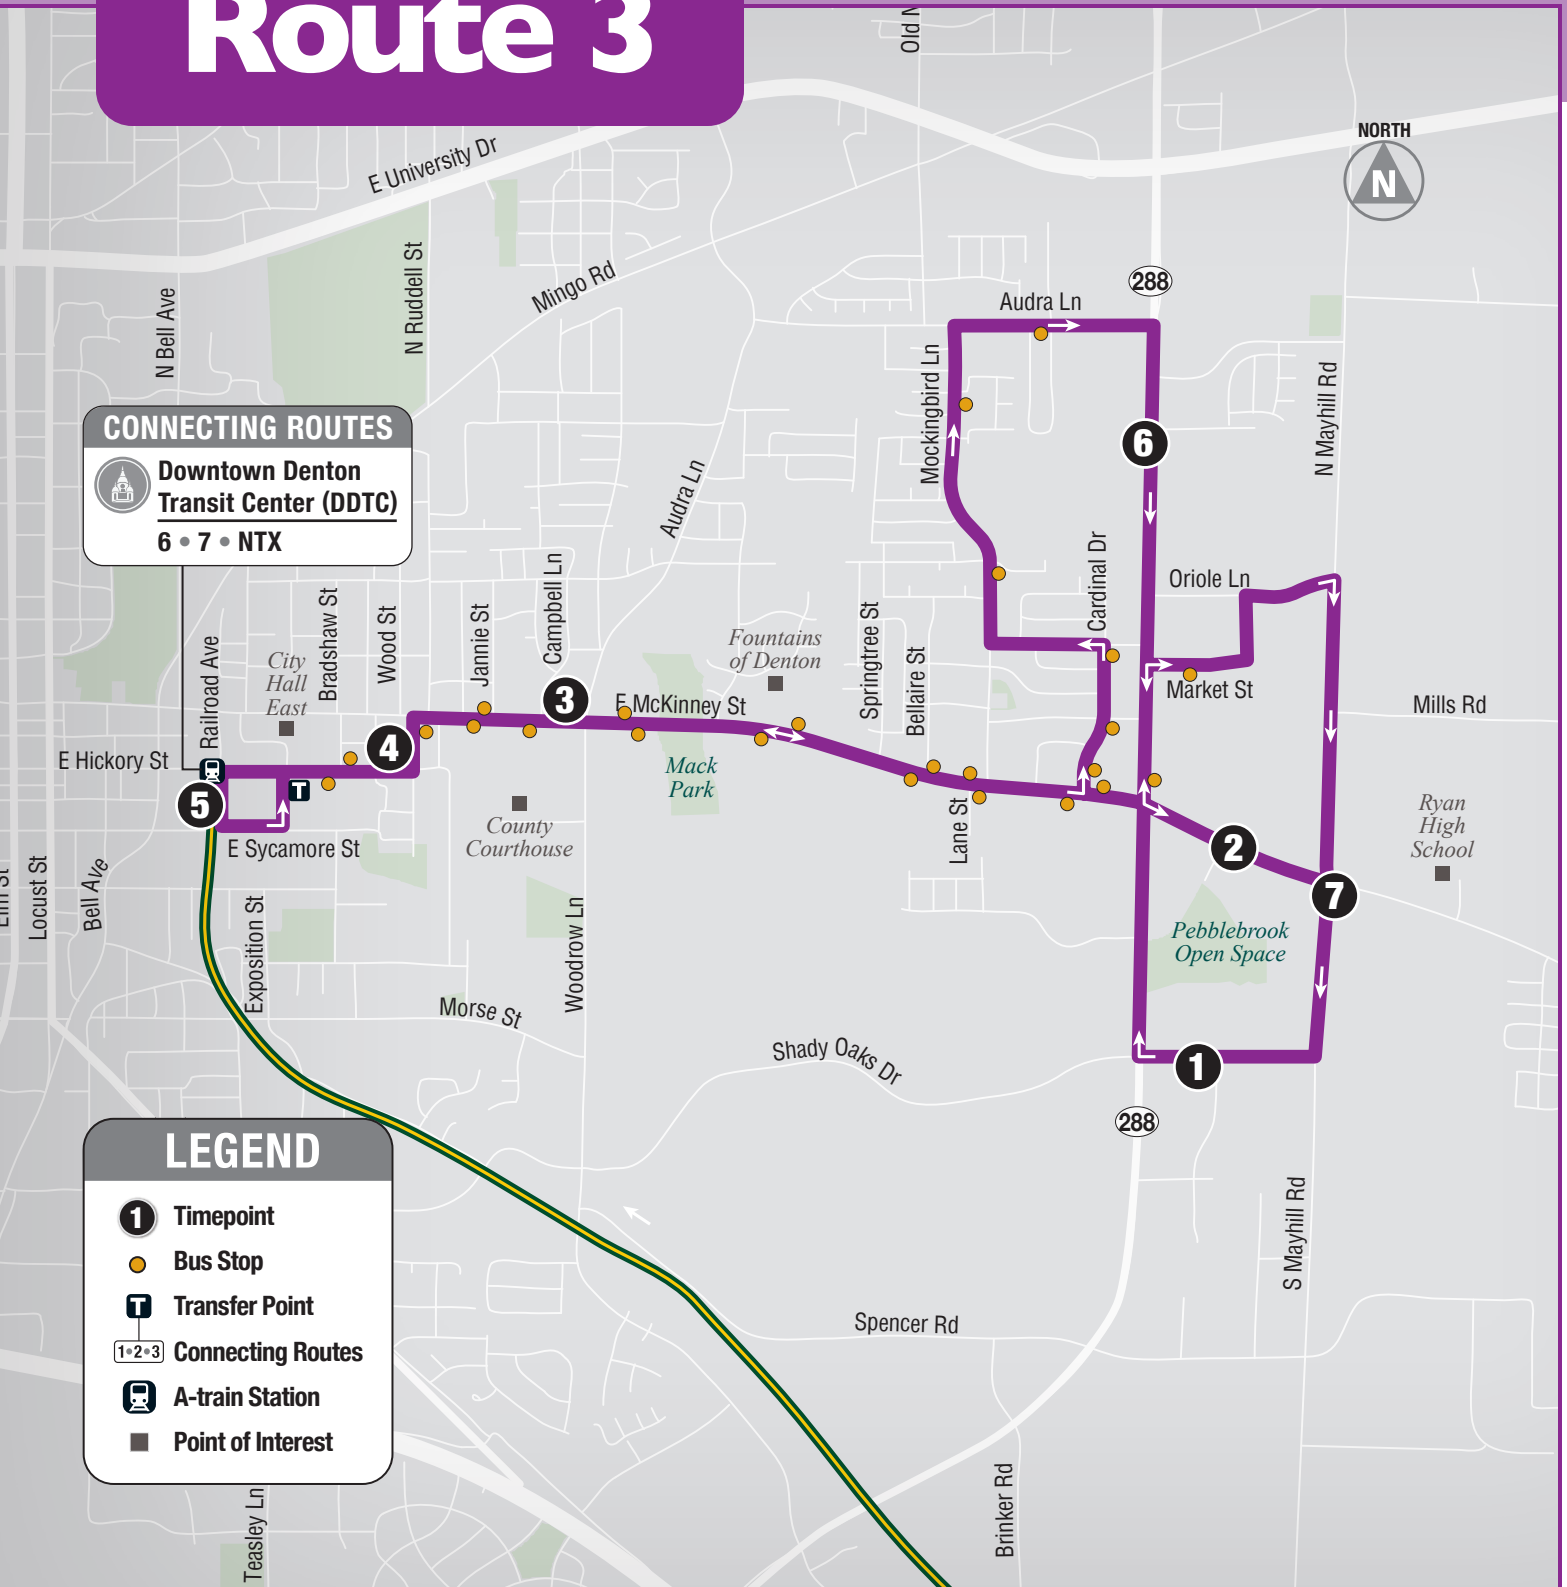 Route 3
Old N
NORTH
N
E University Dr
N Ruddell St
Mingo Rd
N Bell Ave
288
Audra Ln
Mockingbird Ln
N Mayhill Rd
CONNECTING ROUTES
Downtown Denton
Transit Center (DDTC)
6 • 7 • NTX
6
Audra Ln
Cardinal Dr
Oriole Ln
Campbell Ln
Bradshaw St
Wood St
Jannie St
Railroad Ave
City
Hall
East
Fountains
of Denton
Springtree St
Bellaire St
Market St
Mills Rd
3
E McKinney St
4
E Hickory St
T
5
Mack
Park
County
Courthouse
Lane St
2
Ryan
High
School
7
E Sycamore St
Locust St
Bell Ave
Exposition St
Woodrow Ln
Pebblebrook
Open Space
Morse St
Shady Oaks Dr
1
288
S Mayhill Rd
Spencer Rd
Brinker Rd
Teasley Ln
LEGEND
1 Timepoint
Bus Stop
T Transfer Point
1•2•3 Connecting Routes
A-train Station
Point of Interest